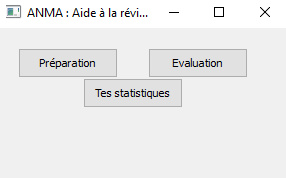 ANMA : Aide à la révi...
Préparation
Evaluation
Tes statistiques